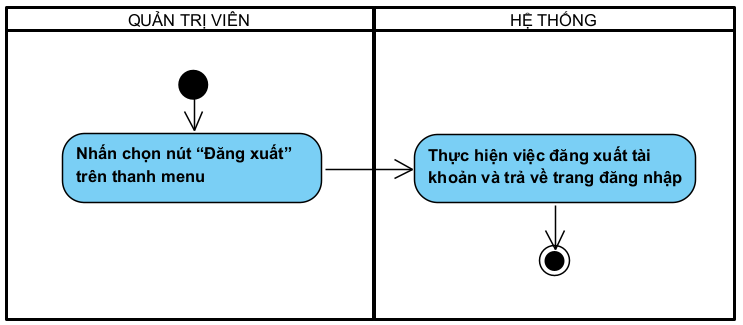 QUẢN TRỊ VIÊN
HỆ THỐNG
Nhấn chọn nút “Đăng xuất”
trên thanh menu
Thực hiện việc đăng xuất tài
khoản và trả về trang đăng nhập